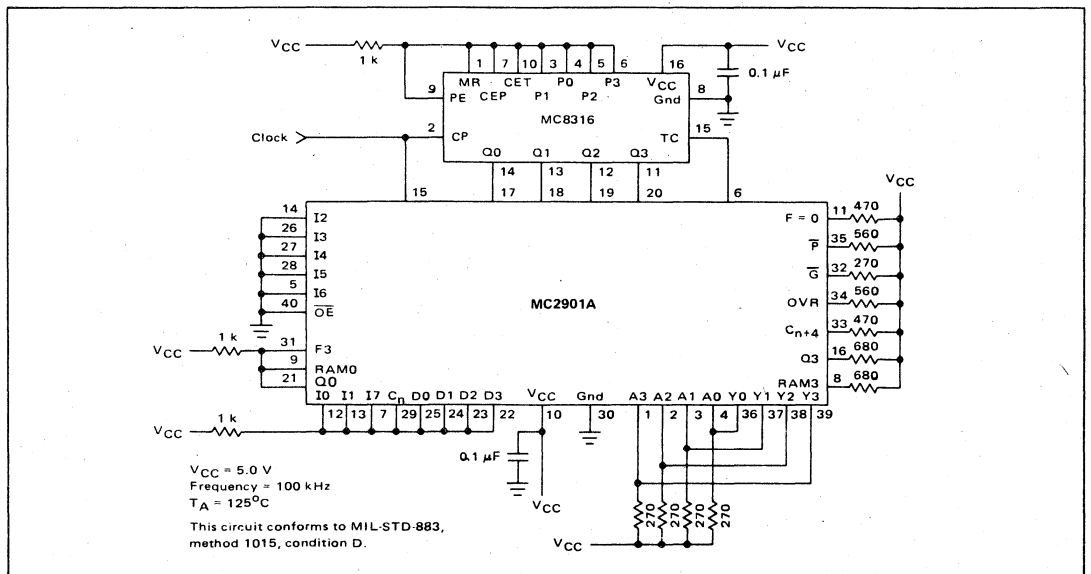 VCC
1 k
1 7 10 3 4 5 6
MR CEP CET P1 P0 P2 P3
16
VCC
VCC
0.1 µF
9 PE
Gnd 8
MC8316
Clock
2 CP
TC 15
Q0 Q1 Q2 Q3
14 13 12 11
15 17 18 19 20 6
VCC
14 I2
26 I3
27 I4
28 I5
5 I6
40 OE
MC2901A
F = 0 11 470
P 35 560
G 32 270
OVR 34 560
Cn+4 33 470
Q3 16 680
RAM3 8 680
VCC 1 k
31 F3
9 RAM0
21 Q0
I0 I1 I7 Cn D0 D1 D2 D3 VCC Gnd A3 A2 A1 A0 Y0 Y1 Y2 Y3
12 13 7 29 25 24 23 22 10 30 1 2 3 4 36 37 38 39
VCC 1 k
0.1 µF
VCC
270 270 270 270
VCC
VCC = 5.0 V
Frequency = 100 kHz
TA = 125°C
This circuit conforms to MIL-STD-883,
method 1015, condition D.